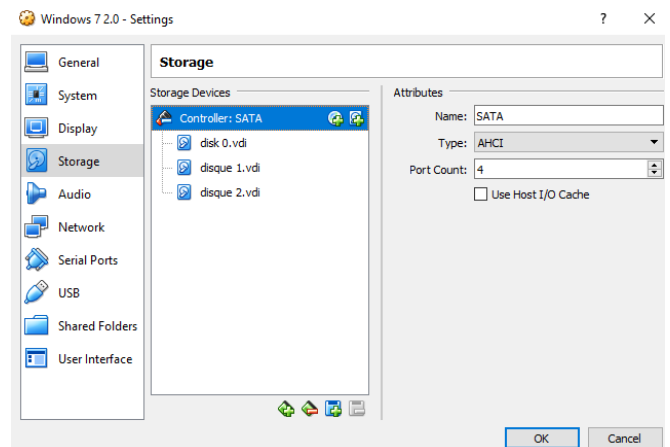 Windows 7 2.0 - Settings
?
General
System
Display
Storage
Audio
Network
Serial Ports
USB
Shared Folders
User Interface
Storage
Storage Devices
Controller: SATA
disk 0.vdi
disque 1.vdi
disque 2.vdi
Attributes
Name: SATA
Type: AHCI
Port Count: 4
Use Host I/O Cache
OK
Cancel